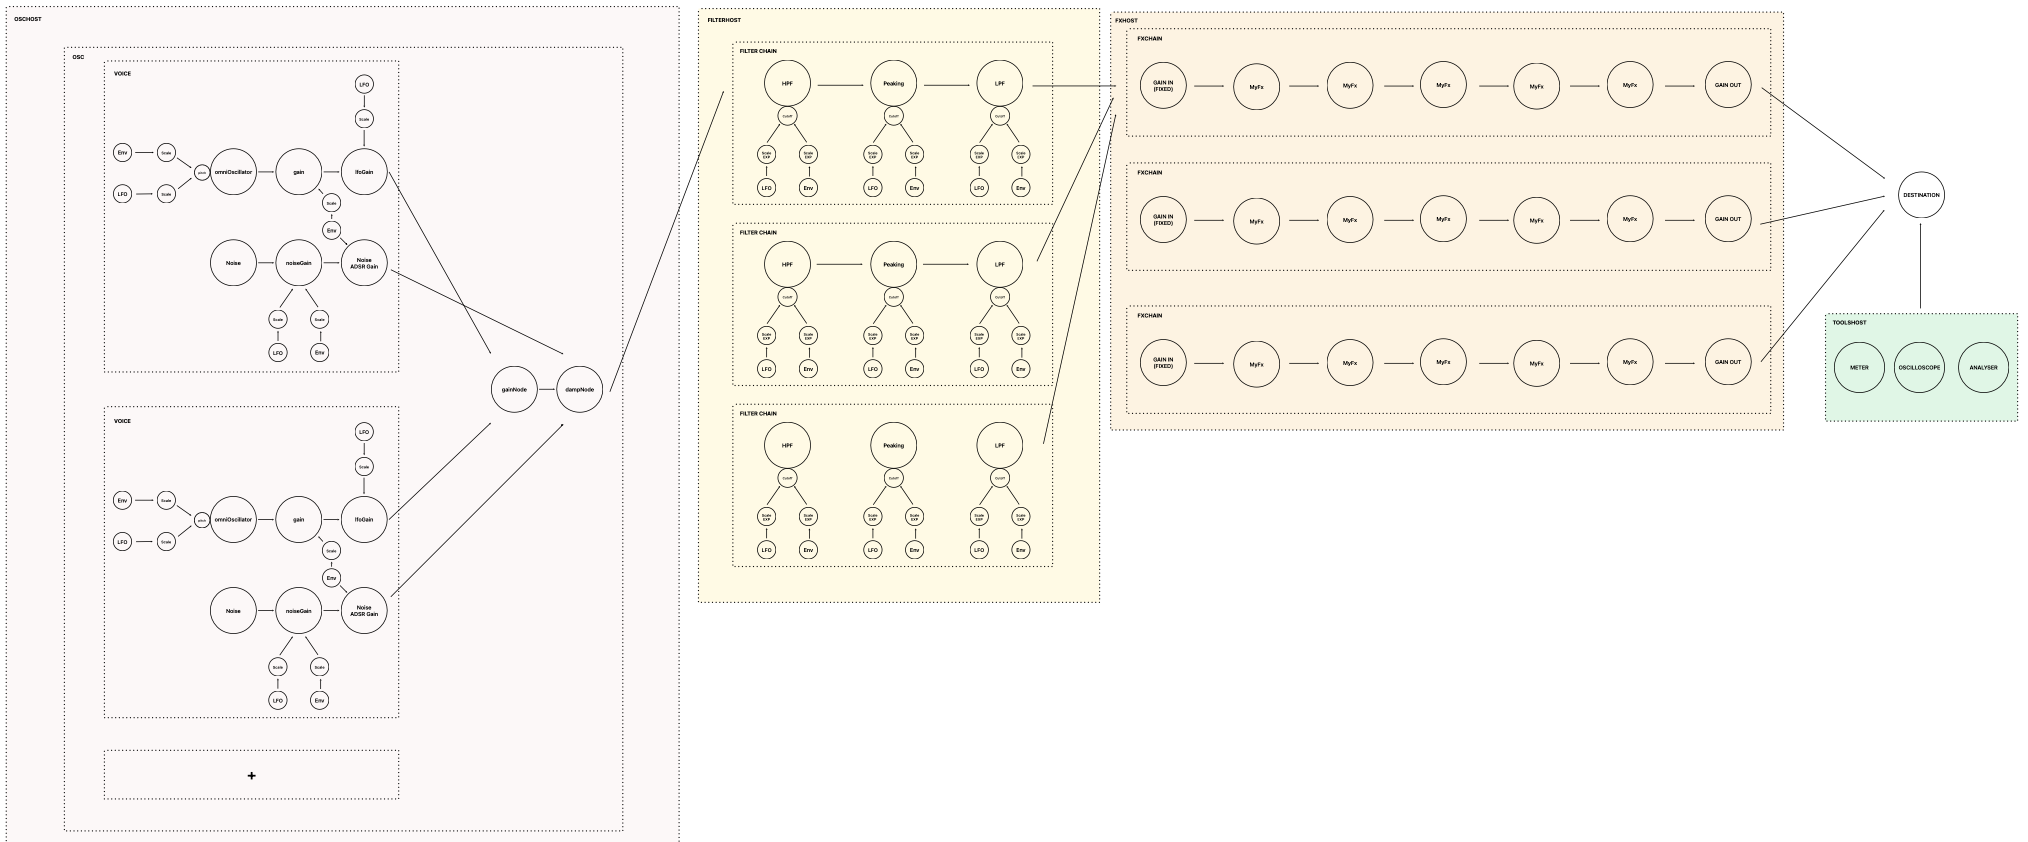 OSCHOST
OSC
VOICE
LFO
Scale
Env
Scale
pitch
omniOscillator
gain
lfoGain
LFO
Scale
Scale
Env
Noise
noiseGain
Noise
ADSR Gain
Scale
Scale
LFO
Env
gainNode
dampNode
VOICE
LFO
Scale
Env
Scale
pitch
omniOscillator
gain
lfoGain
LFO
Scale
Scale
Env
Noise
noiseGain
Noise
ADSR Gain
Scale
Scale
LFO
Env
+
FILTERHOST
FILTER CHAIN
HPF
Peaking
LPF
Cutoff
Cutoff
Cutoff
Scale
EXP
Scale
EXP
Scale
EXP
Scale
EXP
Scale
EXP
Scale
EXP
LFO
Env
LFO
Env
LFO
Env
FILTER CHAIN
HPF
Peaking
LPF
Cutoff
Cutoff
Cutoff
Scale
EXP
Scale
EXP
Scale
EXP
Scale
EXP
Scale
EXP
Scale
EXP
LFO
Env
LFO
Env
LFO
Env
FILTER CHAIN
HPF
Peaking
LPF
Cutoff
Cutoff
Cutoff
Scale
EXP
Scale
EXP
Scale
EXP
Scale
EXP
Scale
EXP
Scale
EXP
LFO
Env
LFO
Env
LFO
Env
FXHOST
FXCHAIN
GAIN IN
(FIXED)
MyFx
MyFx
MyFx
MyFx
MyFx
GAIN OUT
FXCHAIN
GAIN IN
(FIXED)
MyFx
MyFx
MyFx
MyFx
MyFx
GAIN OUT
FXCHAIN
GAIN IN
(FIXED)
MyFx
MyFx
MyFx
MyFx
MyFx
GAIN OUT
DESTINATION
TOOLSHOST
METER
OSCILLOSCOPE
ANALYSER